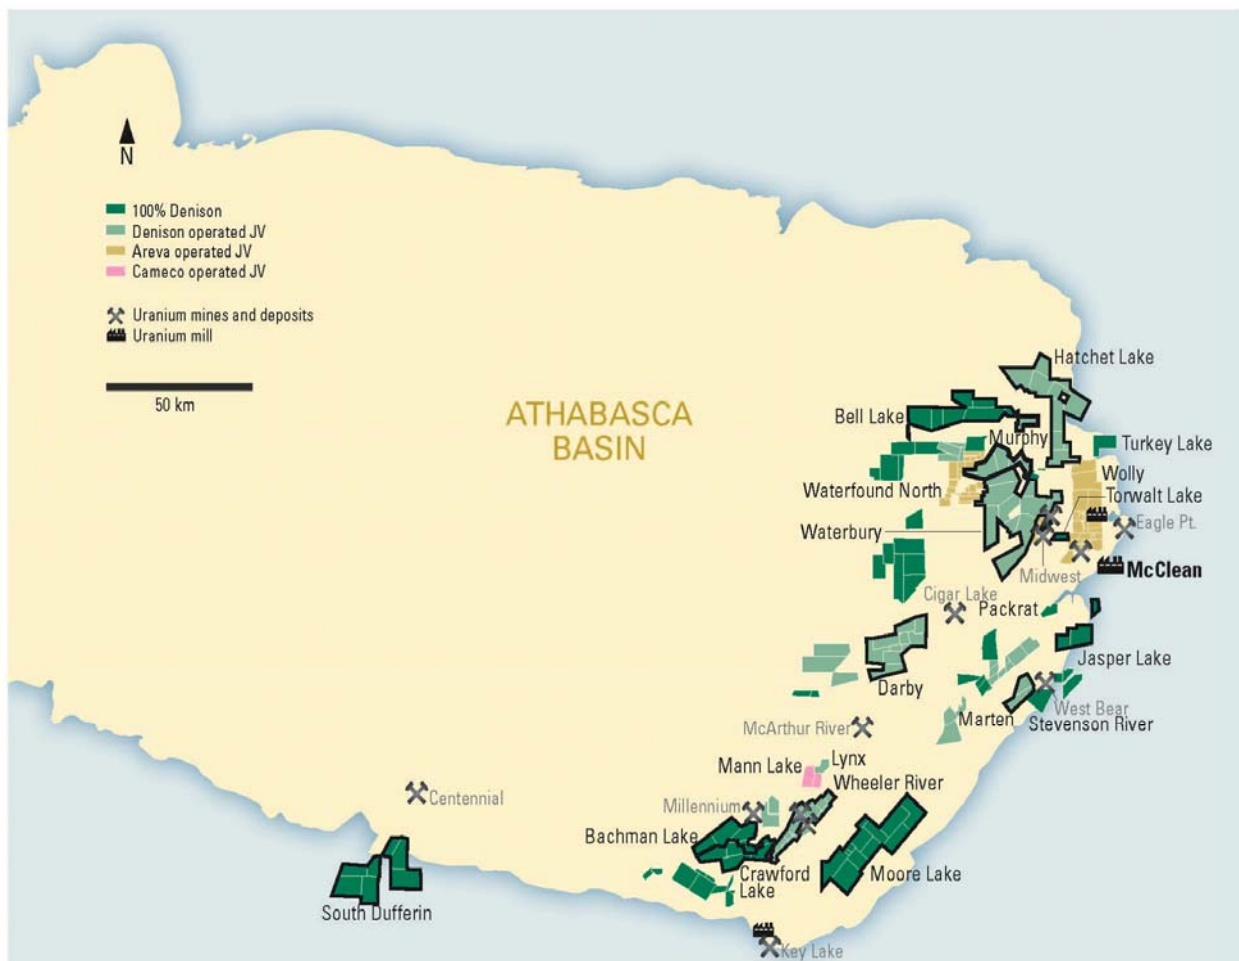 N
100% Denison
Denison operated JV
Areva operated JV
Cameco operated JV
Uranium mines and deposits
Uranium mill
50 km
ATHABASCA
BASIN
Hatchet Lake
Bell Lake
Murphy
Turkey Lake
Waterfound North
Wolly
Torwalt Lake
Waterbury
Eagle Pt.
Midwest
McClean
Cigar Lake
Packrat
Jasper Lake
Darby
West Bear
Marten
Stevenson River
McArthur River
Lynx
Mann Lake
Wheeler River
Centennial
Millennium
Bachman Lake
Crawford
Lake
Moore Lake
South Dufferin
Key Lake